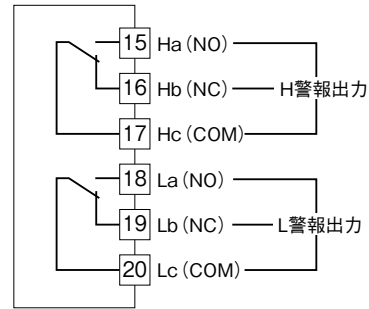 15 Ha (NO)
16 Hb (NC) H警報出力
17 Hc (COM)
18 La (NO)
19 Lb (NC) L警報出力
20 Lc (COM)